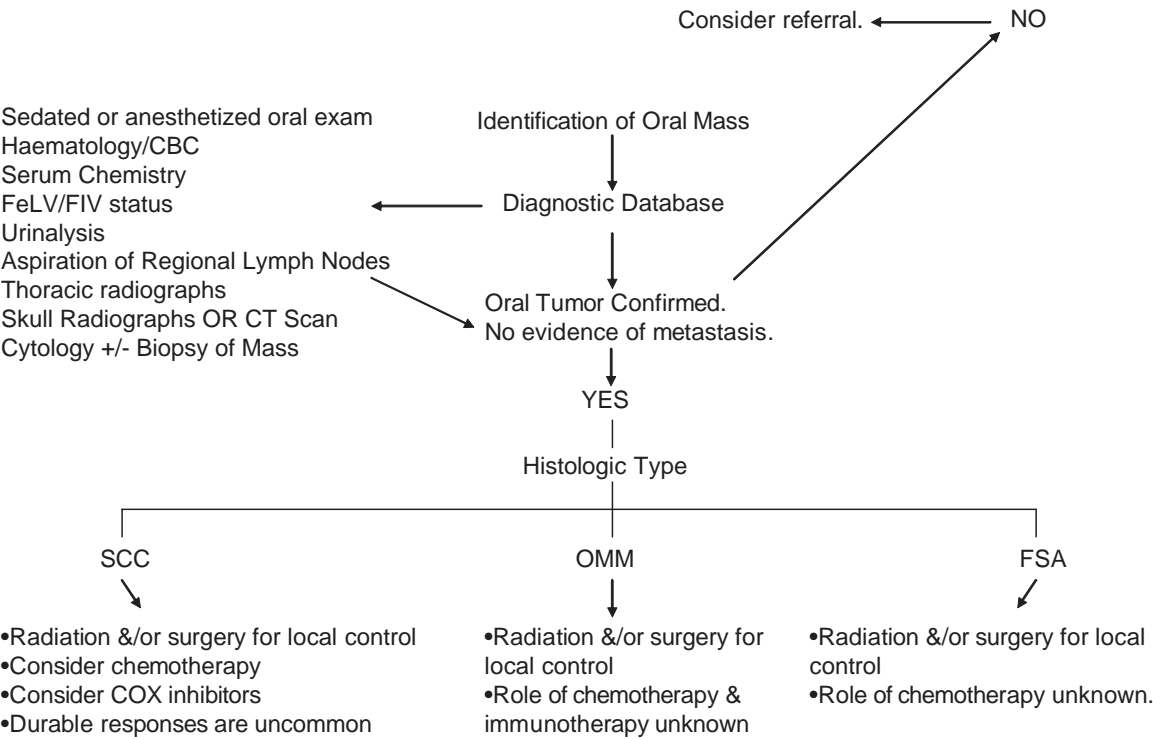 Consider referral.
NO
Sedated or anesthetized oral exam
Haematology/CBC
Serum Chemistry
FeLV/FIV status
Urinalysis
Aspiration of Regional Lymph Nodes
Thoracic radiographs
Skull Radiographs OR CT Scan
Cytology +/- Biopsy of Mass
Identification of Oral Mass
Diagnostic Database
Oral Tumor Confirmed.
No evidence of metastasis.
YES
Histologic Type
SCC
•Radiation &/or surgery for local control
•Consider chemotherapy
•Consider COX inhibitors
•Durable responses are uncommon
OMM
•Radiation &/or surgery for
local control
•Role of chemotherapy &
immunotherapy unknown
FSA
•Radiation &/or surgery for local
control
•Role of chemotherapy unknown.